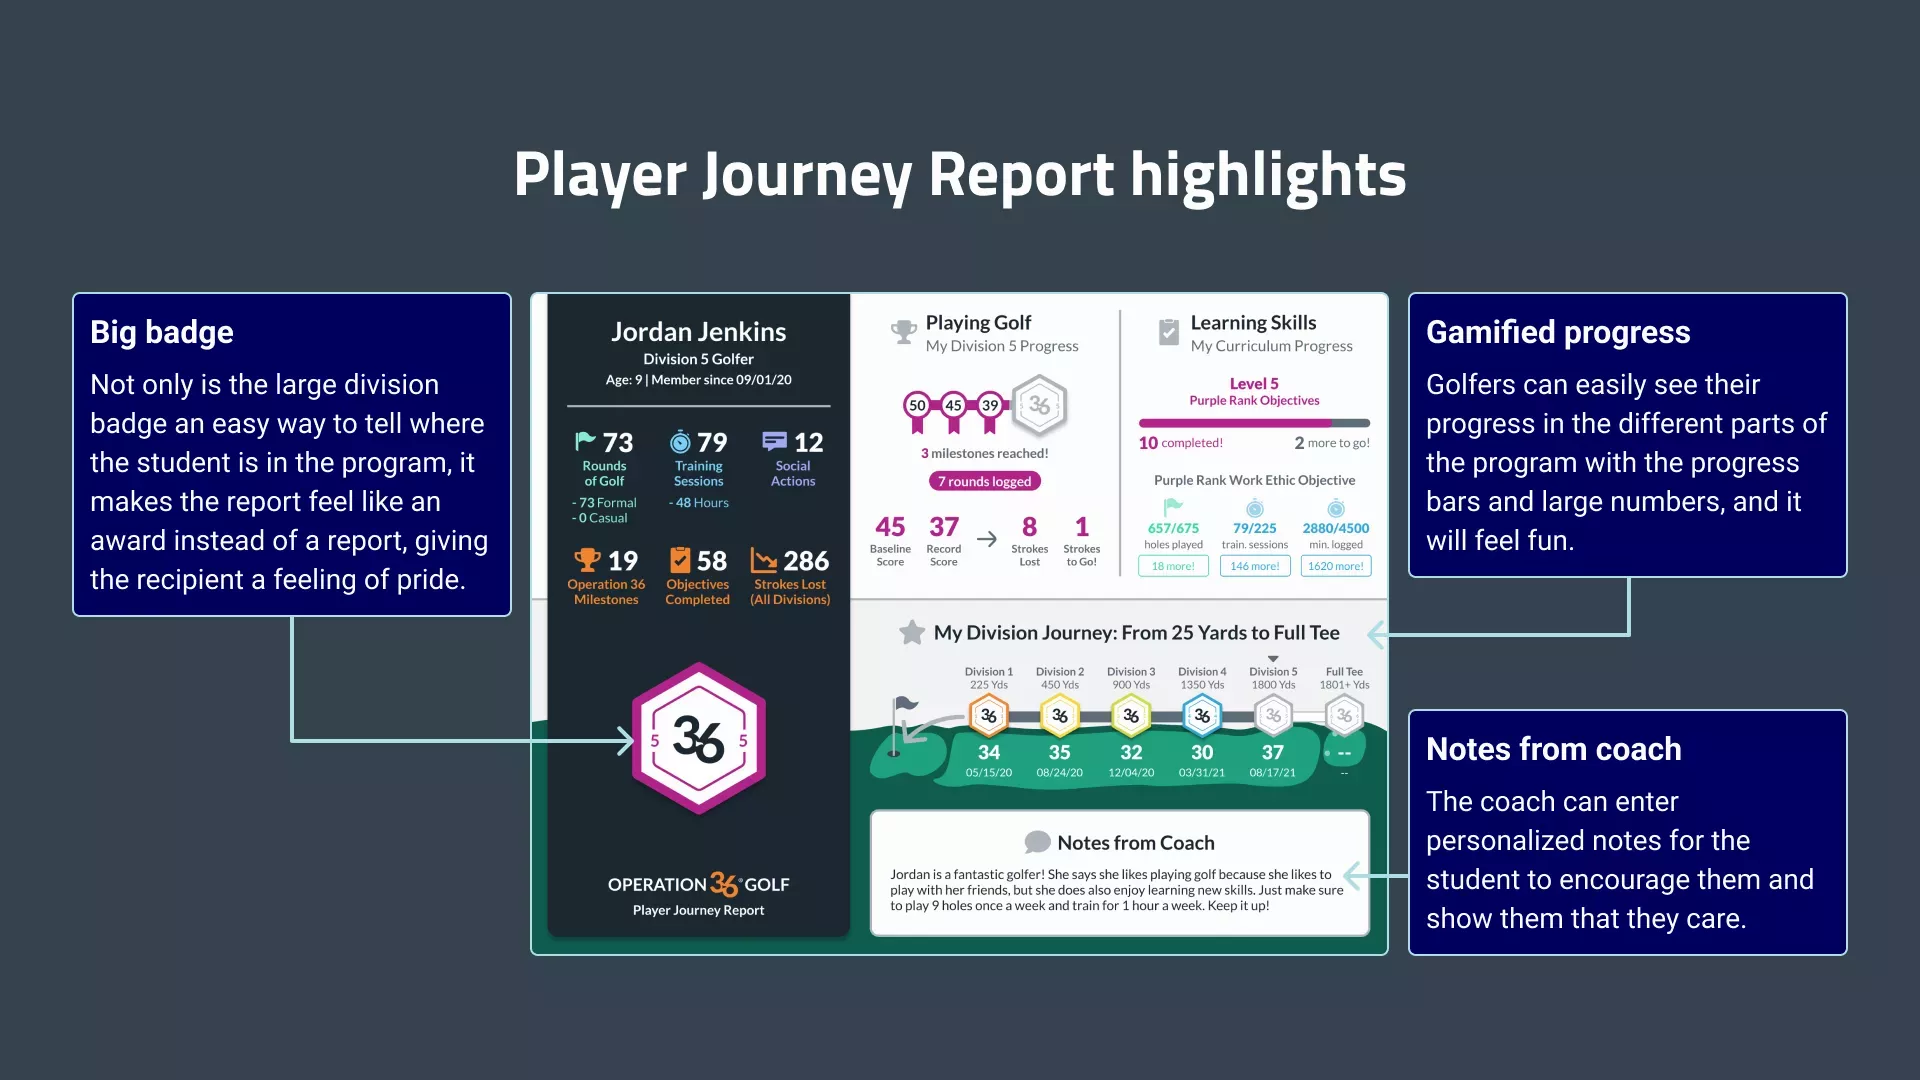 Player Journey Report highlights
Big badge
Not only is the large division
badge an easy way to tell where
the student is in the program, it
makes the report feel like an
award instead of a report, giving
the recipient a feeling of pride.
Jordan Jenkins
Division 5 Golfer
Age: 9 | Member since 09/01/20
73
Rounds
of Golf
- 73 Formal
- 0 Casual
79
Training
Sessions
- 48 Hours
12
Social
Actions
19
Operation 36
Milestones
58
Objectives
Completed
286
Strokes Lost
(All Divisions)
5 36 5
OPERATION 36® GOLF
Player Journey Report
Playing Golf
My Division 5 Progress
50 45 39 36
3 milestones reached!
7 rounds logged
45
Baseline
Score
37
Record
Score
8
Strokes
Lost
1
Strokes
to Go!
Learning Skills
My Curriculum Progress
Level 5
Purple Rank Objectives
10 completed! 2 more to go!
Purple Rank Work Ethic Objective
657/675
holes played
18 more!
79/225
train. sessions
146 more!
2880/4500
min. logged
1620 more!
My Division Journey: From 25 Yards to Full Tee
Division 1
225 Yds
36
34
05/15/20
Division 2
450 Yds
36
35
08/24/20
Division 3
900 Yds
36
32
12/04/20
Division 4
1350 Yds
36
30
03/31/21
Division 5
1800 Yds
36
37
08/17/21
Full Tee
1801+ Yds
36
--
--
Notes from Coach
Jordan is a fantastic golfer! She says she likes playing golf because she likes to
play with her friends, but she does also enjoy learning new skills. Just make sure
to play 9 holes once a week and train for 1 hour a week. Keep it up!
Gamified progress
Golfers can easily see their
progress in the different parts of
the program with the progress
bars and large numbers, and it
will feel fun.
Notes from coach
The coach can enter
personalized notes for the
student to encourage them and
show them that they care.